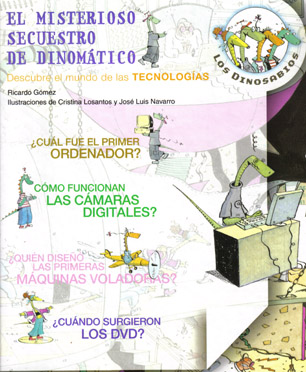 EL MISTERIOSO
SECUESTRO
DE DINOMÁTICO
Descubre el mundo de las TECNOLOGÍAS
Ricardo Gómez
Ilustraciones de Cristina Losantos y José Luis Navarro
LOS DINOSABIOS
¿CUÁL FUE EL PRIMER
ORDENADOR?
CÓMO FUNCIONAN
LAS CÁMARAS
DIGITALES?
¿QUIÉN DISEÑÓ
LAS PRIMERAS
MÁQUINAS VOLADORAS?
¿CUÁNDO SURGIERON
LOS DVD?